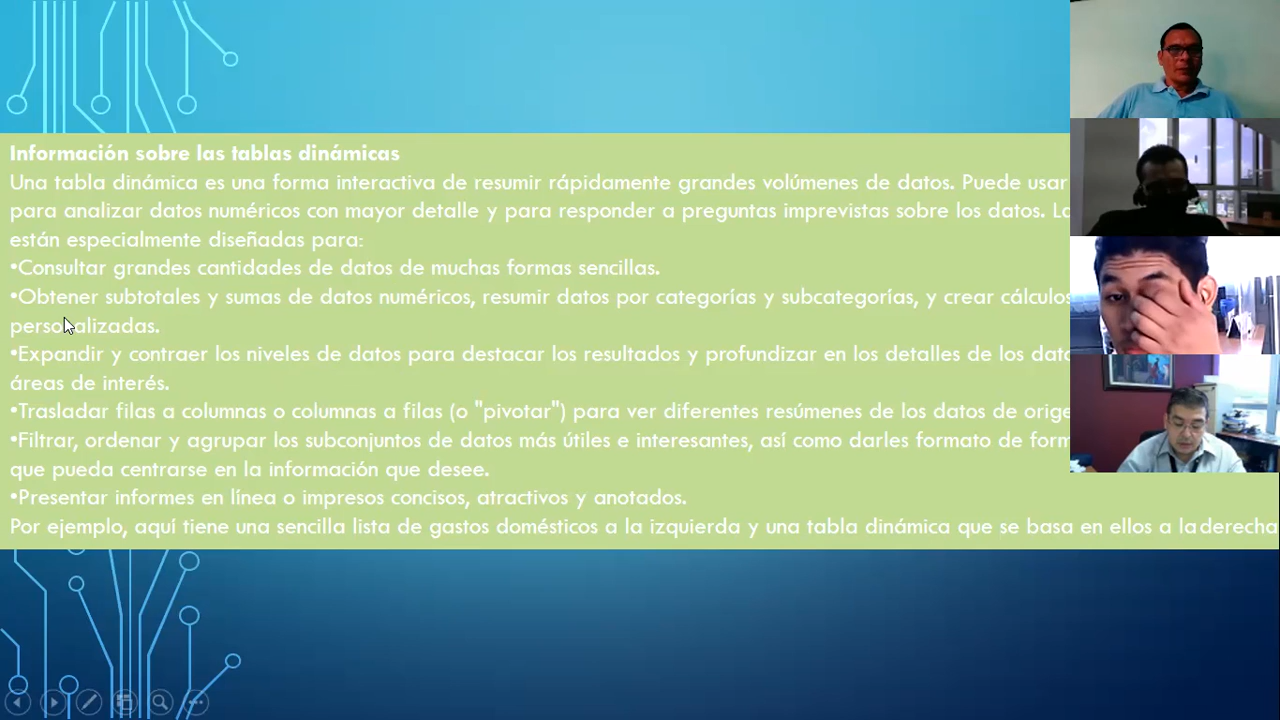 Información sobre las tablas dinámicas
Una tabla dinámica es una forma interactiva de resumir rápidamente grandes volúmenes de datos. Puede usar
para analizar datos numéricos con mayor detalle y para responder a preguntas imprevistas sobre los datos.
están especialmente diseñadas para:
•Consultar grandes cantidades de datos de muchas formas sencillas.
•Obtener subtotales y sumas de datos numéricos, resumir datos por categorías y subcategorías, y crear cálculos
personalizadas.
•Expandir y contraer los niveles de datos para destacar los resultados y profundizar en los detalles de los
áreas de interés.
•Trasladar filas a columnas o columnas a filas (o "pivotar") para ver diferentes resúmenes de los datos de
•Filtrar, ordenar y agrupar los subconjuntos de datos más útiles e interesantes, así como darles formato de
que pueda centrarse en la información que desee.
•Presentar informes en línea o impresos concisos, atractivos y anotados.
Por ejemplo, aquí tiene una sencilla lista de gastos domésticos a la izquierda y una tabla dinámica que se basa en ellos a la derecha